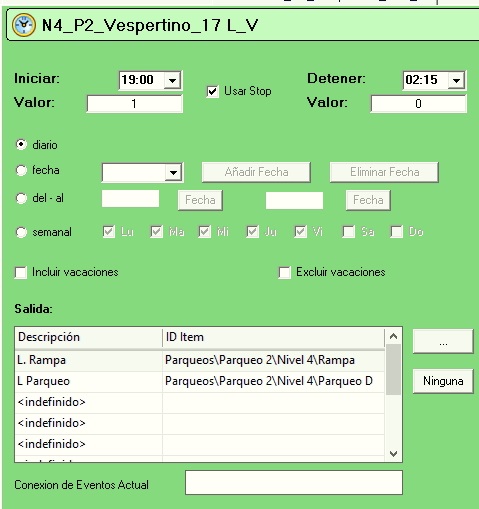 N4_P2_Vespertino_17 L_V
Iniciar: 19:00 Usar Stop Detener: 02:15
Valor: 1 Valor: 0
diario
fecha Añadir Fecha Eliminar Fecha
del - al Fecha Fecha
semanal Lu Ma Mi Ju Vi Sa Do
Incluir vacaciones Excluir vacaciones
Salida:
Descripción ID Item
L. Rampa Parqueos\Parqueo 2\Nivel 4\Rampa ...
L Parqueo Parqueos\Parqueo 2\Nivel 4\Parqueo D Ninguna
<indefinido>
<indefinido>
<indefinido>
Conexion de Eventos Actual